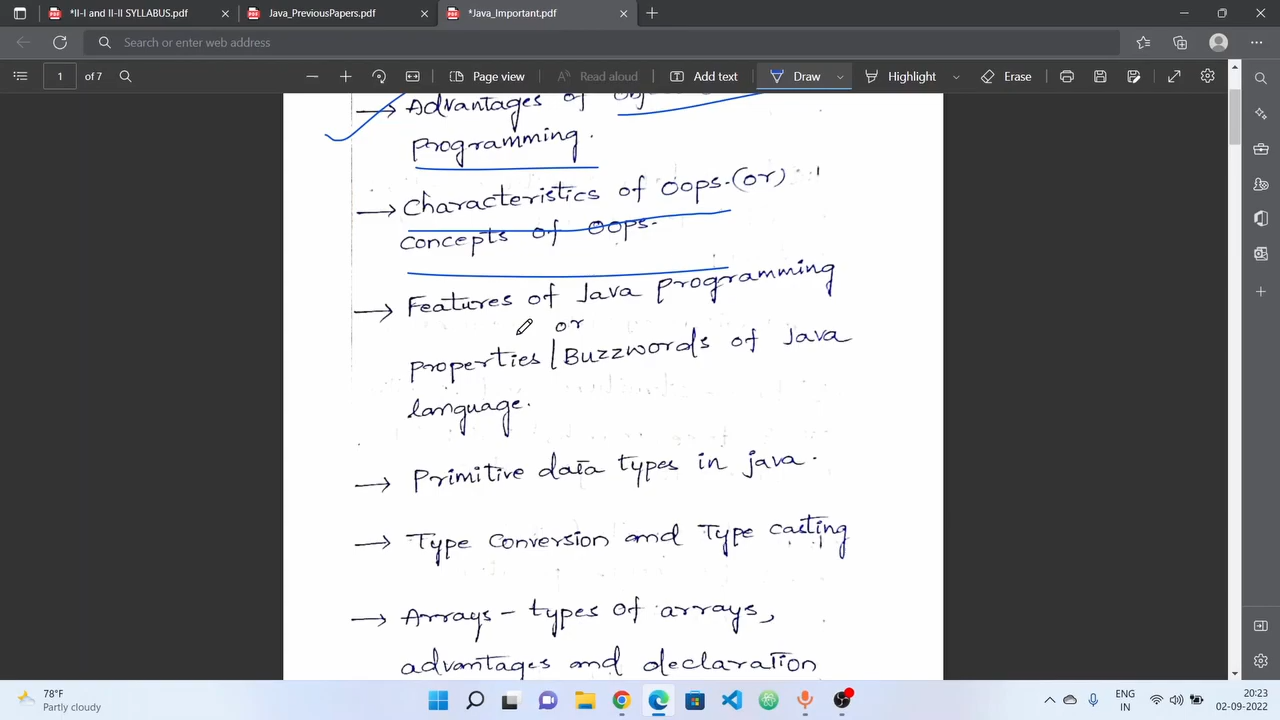 *II-I and II-II SYLLABUS.pdf
Java_PreviousPapers.pdf
*Java_Important.pdf
Search or enter web address
1 of 7
Page view
Read aloud
Add text
Draw
Highlight
Erase
→ Advantages of
programming.
→ Characteristics of oops.(or)
concepts of oops.
→ Features of Java programming
or
properties | Buzzwords of Java
language.
→ Primitive data types in java.
→ Type conversion and Type casting
→ Arrays - types of arrays,
advantages and declaration
78°F
Partly cloudy
ENG
IN
20:23
02-09-2022